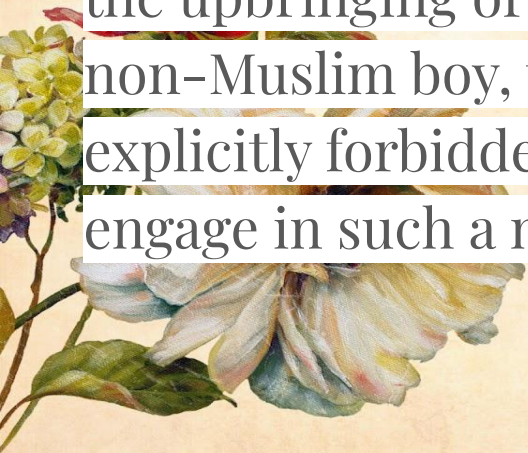 the upbringing of
non-Muslim boy,
explicitly
engage in such a